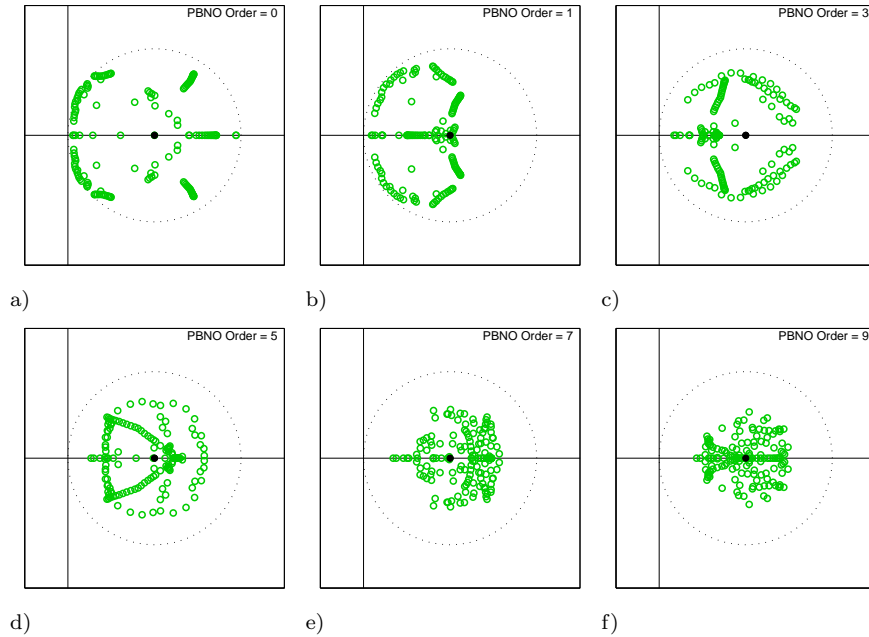 PBNO Order = 0
PBNO Order = 1
PBNO Order = 3
a)
b)
c)
PBNO Order = 5
PBNO Order = 7
PBNO Order = 9
d)
e)
f)